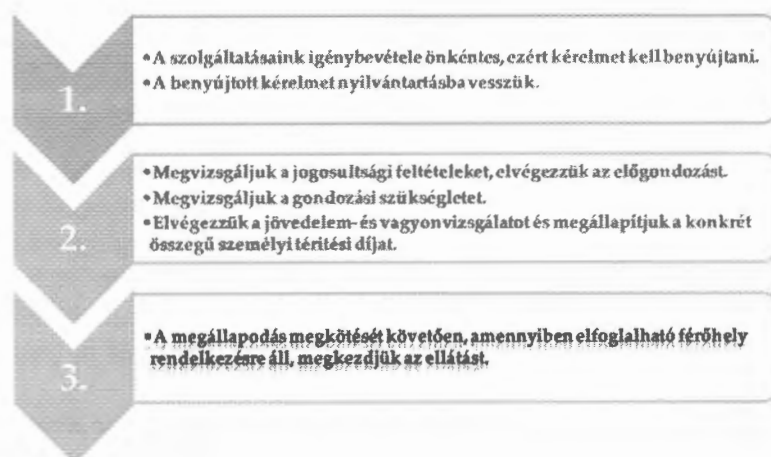 1.
• A szolgáltatásaink igénybevétele önkéntes, ezért kérelmet kell benyújtani.
• A benyújtott kérelmet nyilvántartásba vesszük.
2.
• Megvizsgáljuk a jogosultsági feltételeket, elvégezzük az előgondozást.
• Megvizsgáljuk a gondozási szükségletet.
• Elvégezzük a jövedelem- és vagyonvizsgálatot és megállapítjuk a konkrét
összegű személyi térítési díjat.
3.
• A megállapodás megkötését követően, amennyiben elfoglalható férőhely
rendelkezésre áll, megkezdjük az ellátást.